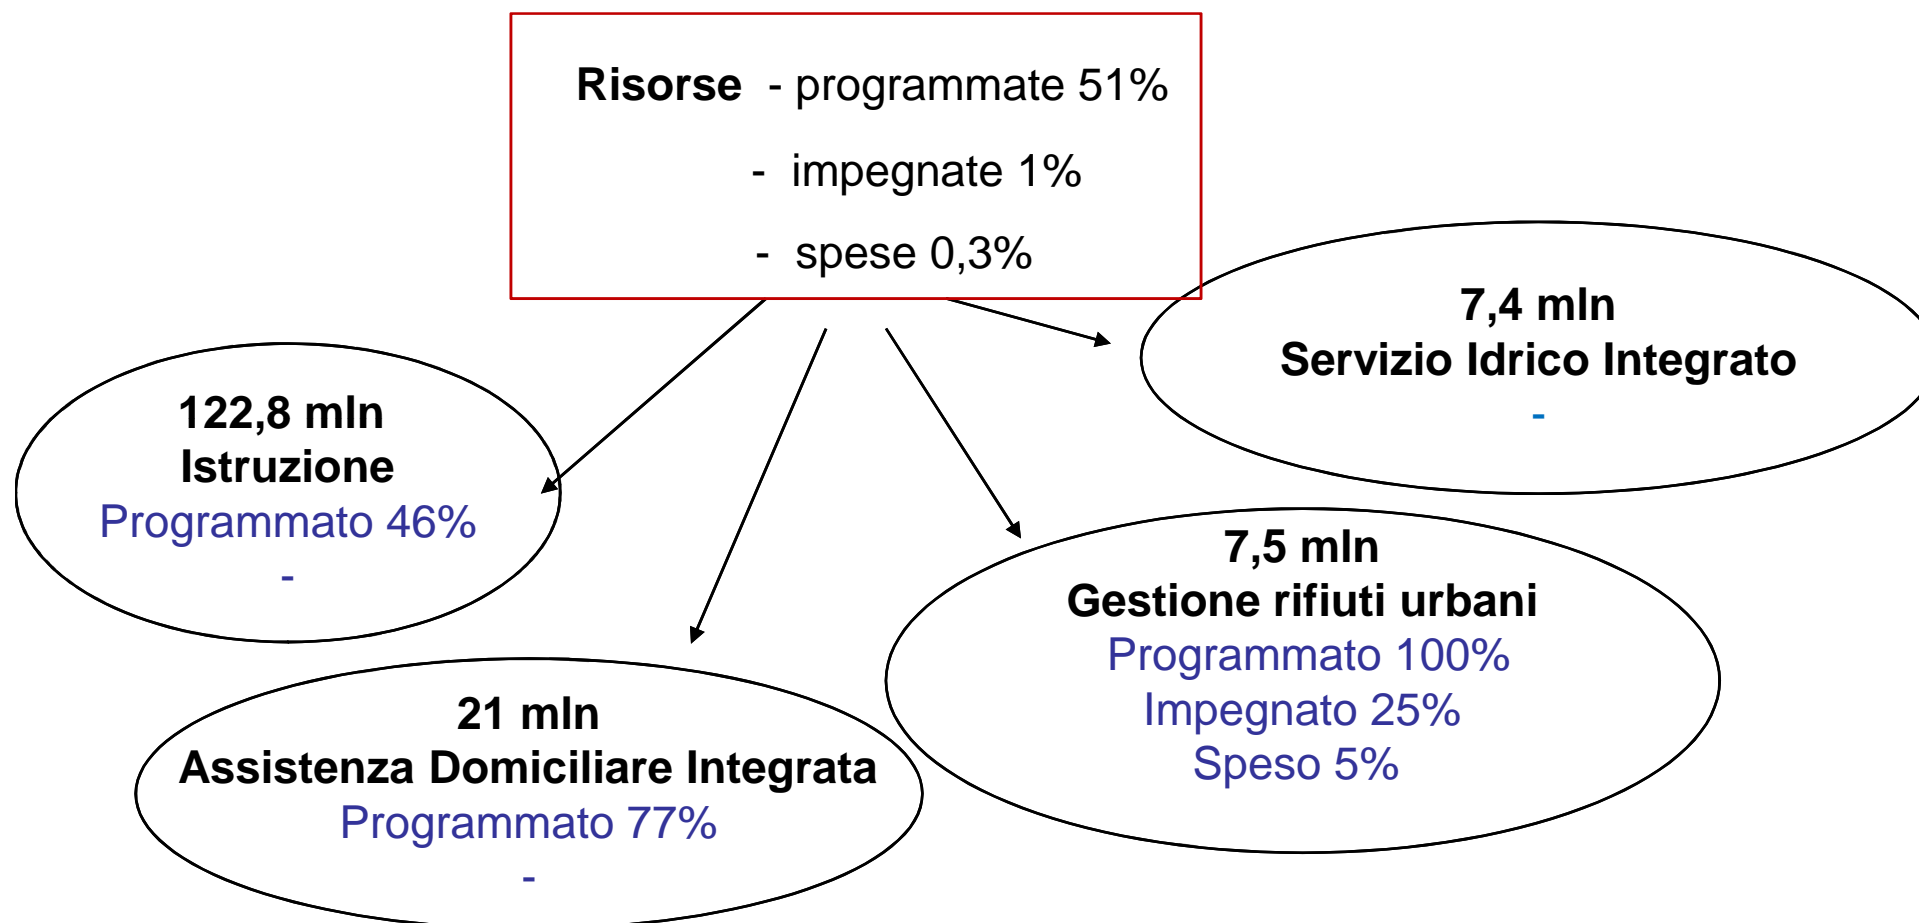 Risorse - programmate 51%
- impegnate 1%
- spese 0,3%
7,4 mln
Servizio Idrico Integrato
-
122,8 mln
Istruzione
Programmato 46%
-
7,5 mln
Gestione rifiuti urbani
Programmato 100%
Impegnato 25%
Speso 5%
21 mln
Assistenza Domiciliare Integrata
Programmato 77%
-